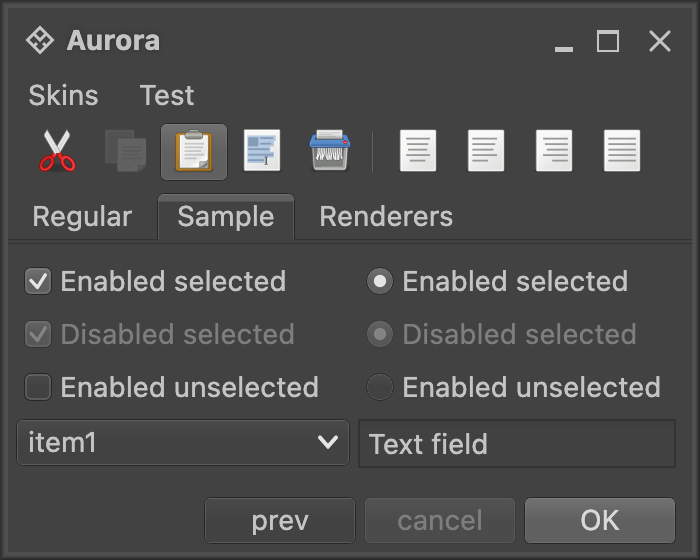 Aurora
Skins Test
Regular Sample Renderers
Enabled selected Enabled selected
Disabled selected Disabled selected
Enabled unselected Enabled unselected
item1 Text field
prev cancel OK